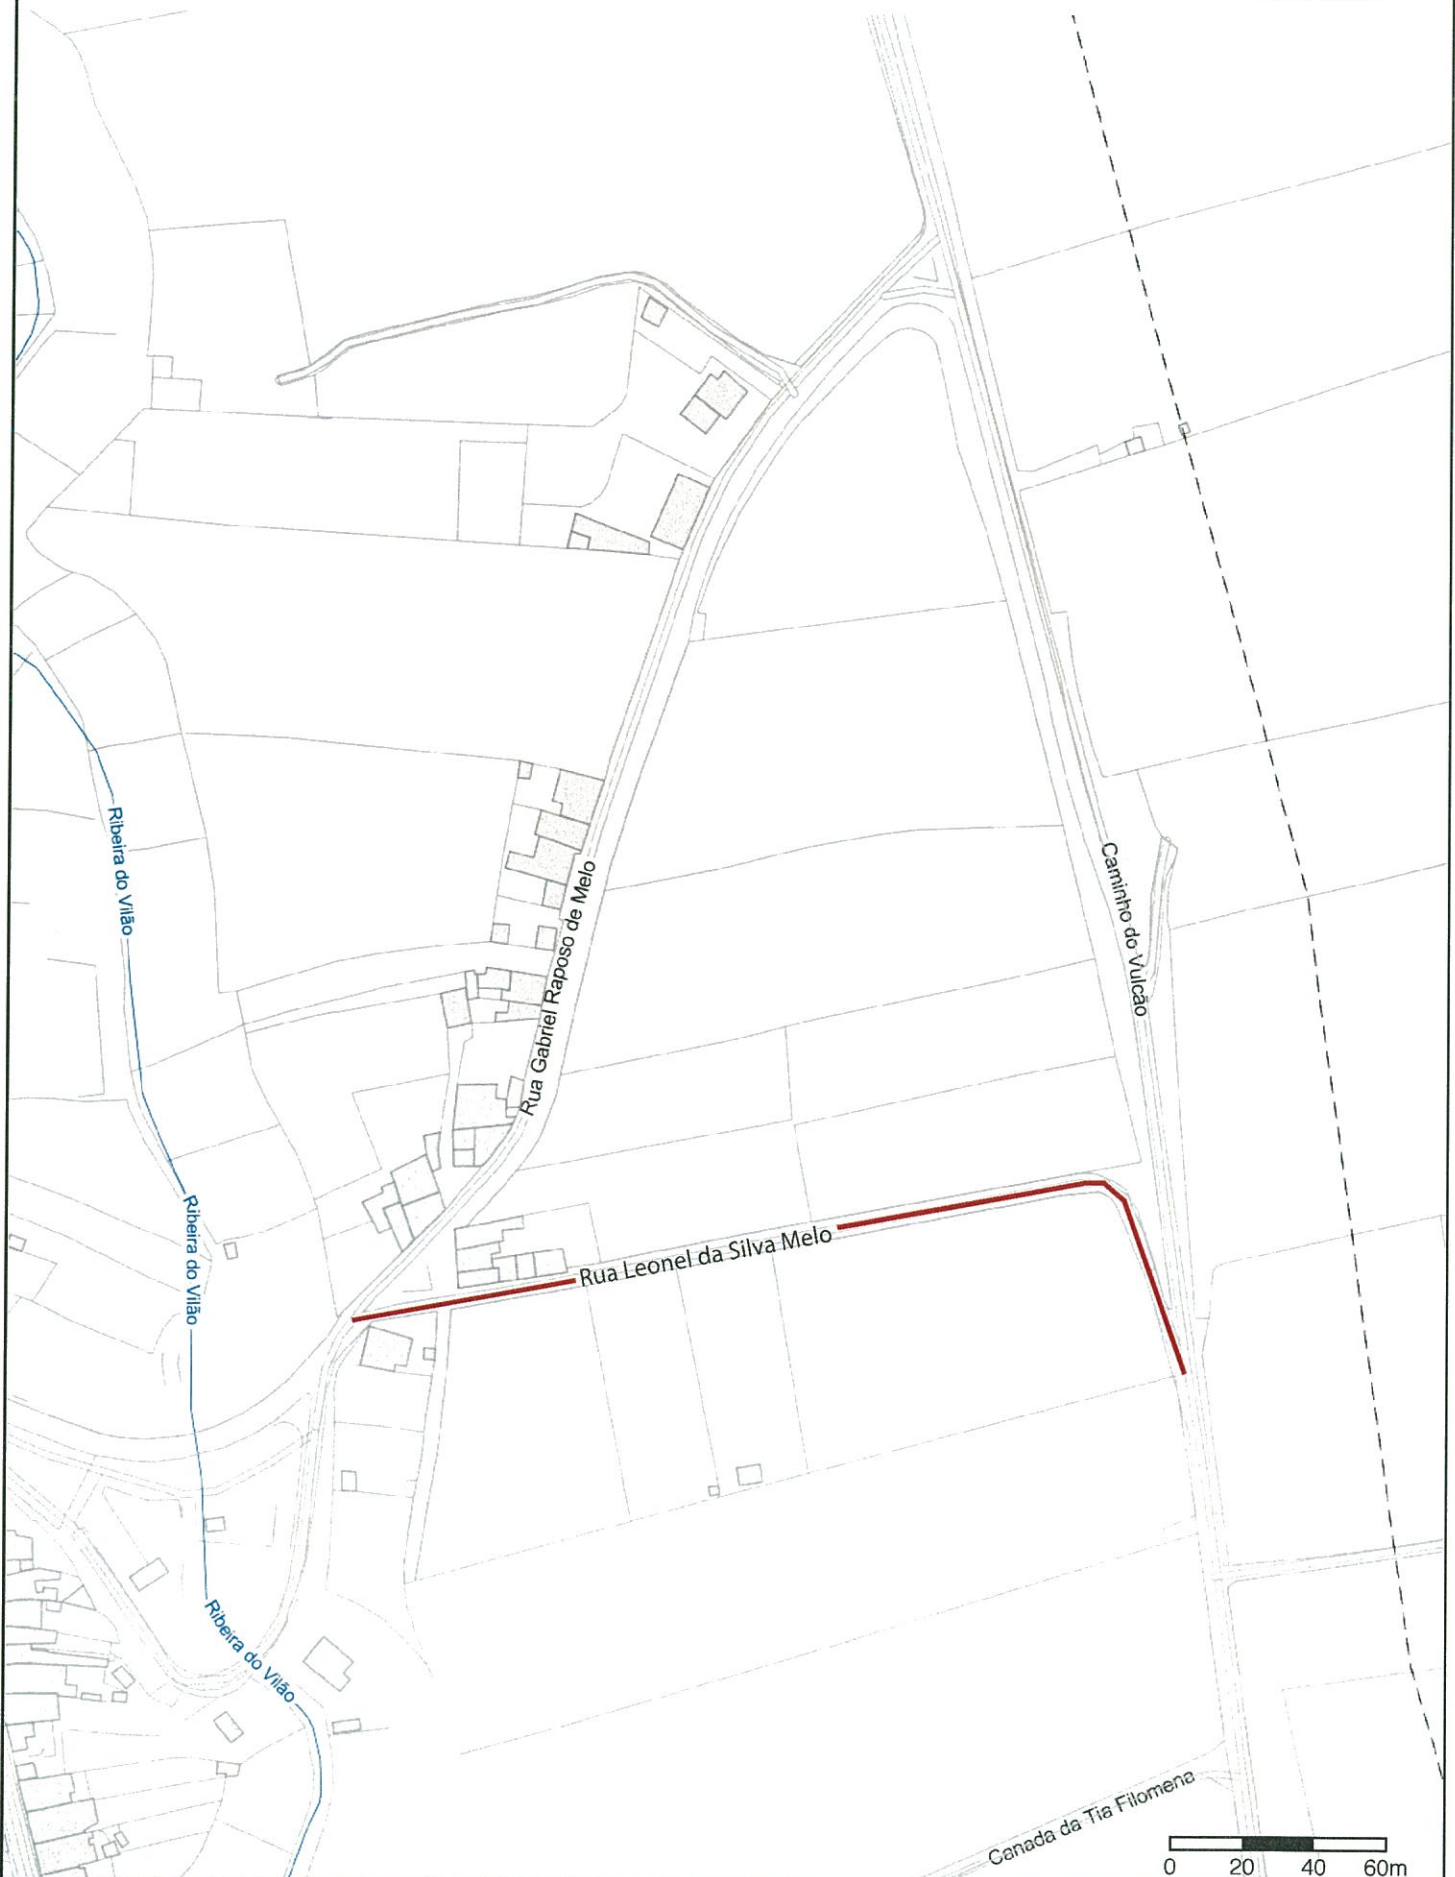 Ribeira do Vilão
Caminho do Vulcão
Rua Gabriel Raposo de Melo
Ribeira do Vilão
Rua Leonel da Silva Melo
Ribeira do Vilão
Canada da Tia Filomena
0 20 40 60m